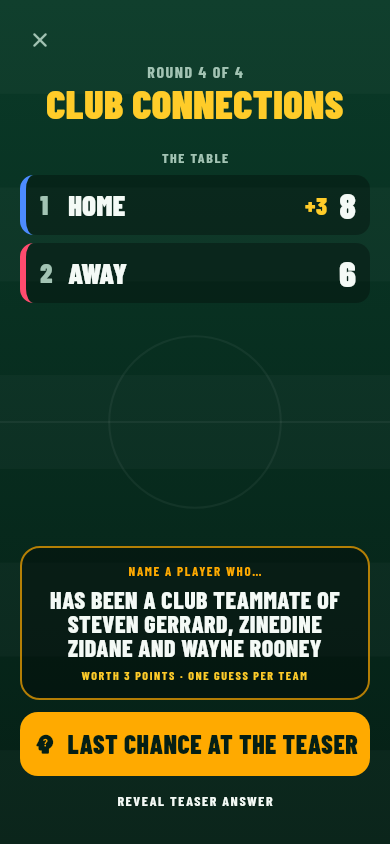 ROUND 4 OF 4
CLUB CONNECTIONS
THE TABLE
1 HOME +3 8
2 AWAY 6
NAME A PLAYER WHO...
HAS BEEN A CLUB TEAMMATE OF
STEVEN GERRARD, ZINEDINE
ZIDANE AND WAYNE ROONEY
WORTH 3 POINTS · ONE GUESS PER TEAM
LAST CHANCE AT THE TEASER
REVEAL TEASER ANSWER